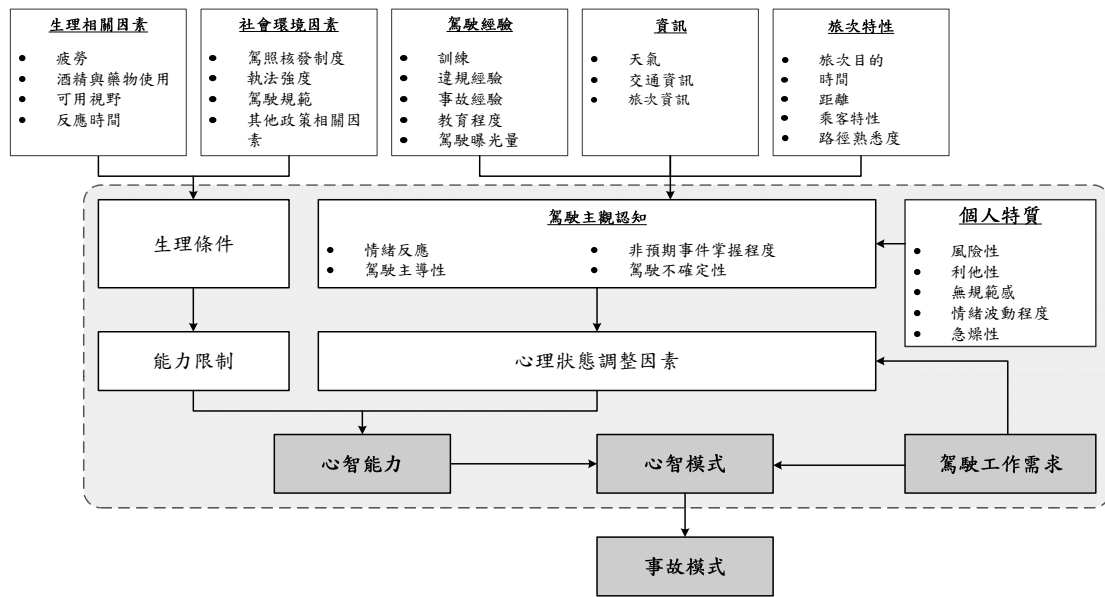 生理相關因素
● 疲勞
● 酒精與藥物使用
● 可用視野
● 反應時間
社會環境因素
● 駕照核發制度
● 執法強度
● 駕駛規範
● 其他政策相關因
素
駕駛經驗
● 訓練
● 違規經驗
● 事故經驗
● 教育程度
● 駕駛曝光量
資訊
● 天氣
● 交通資訊
● 旅次資訊
旅次特性
● 旅次目的
● 時間
● 距離
● 乘客特性
● 路徑熟悉度
生理條件
駕駛主觀認知
● 情緒反應
● 駕駛主導性
● 非預期事件掌握程度
● 駕駛不確定性
個人特質
● 風險性
● 利他性
● 無規範感
● 情緒波動程度
● 急燥性
能力限制
心理狀態調整因素
心智能力
心智模式
駕駛工作需求
事故模式